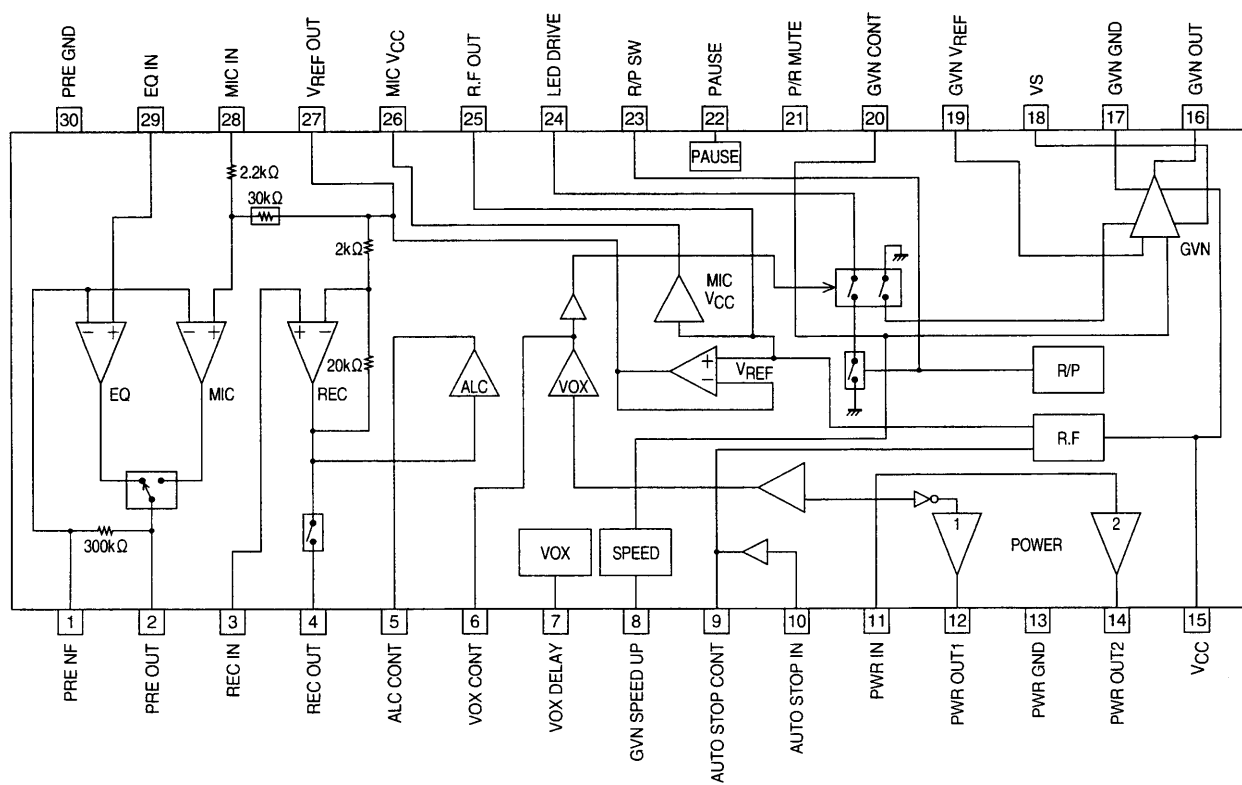 PRE GND
EQ IN
MIC IN
VREF OUT
MIC VCC
R.F OUT
LED DRIVE
R/P SW
PAUSE
P/R MUTE
GVN CONT
GVN VREF
VS
GVN GND
GVN OUT
30
29
28
27
26
25
24
23
22
21
20
19
18
17
16
PAUSE
2.2kΩ
30kΩ
2kΩ
GVN
MIC
VCC
− +
− +
+ −
20kΩ
+
−
VREF
R/P
EQ
MIC
REC
ALC
VOX
R.F
300kΩ
VOX
SPEED
1
POWER
2
1
2
3
4
5
6
7
8
9
10
11
12
13
14
15
PRE NF
PRE OUT
REC IN
REC OUT
ALC CONT
VOX CONT
VOX DELAY
GVN SPEED UP
AUTO STOP CONT
AUTO STOP IN
PWR IN
PWR OUT1
PWR GND
PWR OUT2
VCC